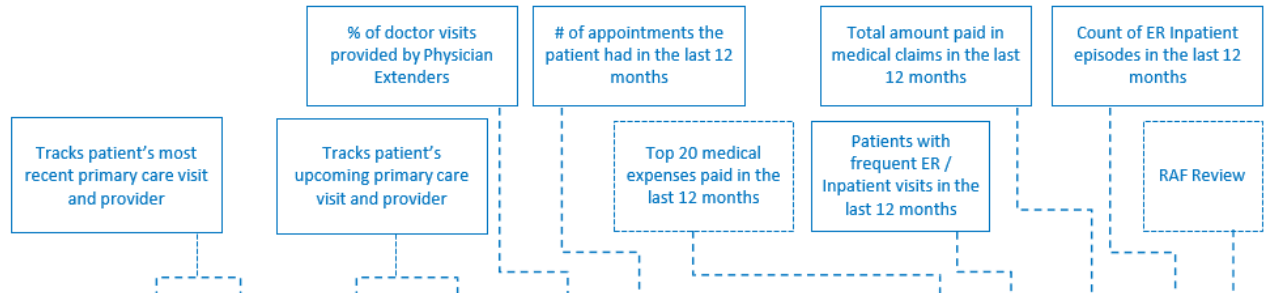 % of doctor visits
provided by Physician
Extenders
# of appointments the
patient had in the last 12
months
Total amount paid in
medical claims in the last
12 months
Count of ER Inpatient
episodes in the last 12
months
Tracks patient's most
recent primary care visit
and provider
Tracks patient's
upcoming primary care
visit and provider
Top 20 medical
expenses paid in the
last 12 months
Patients with
frequent ER /
Inpatient visits in the
last 12 months
RAF Review